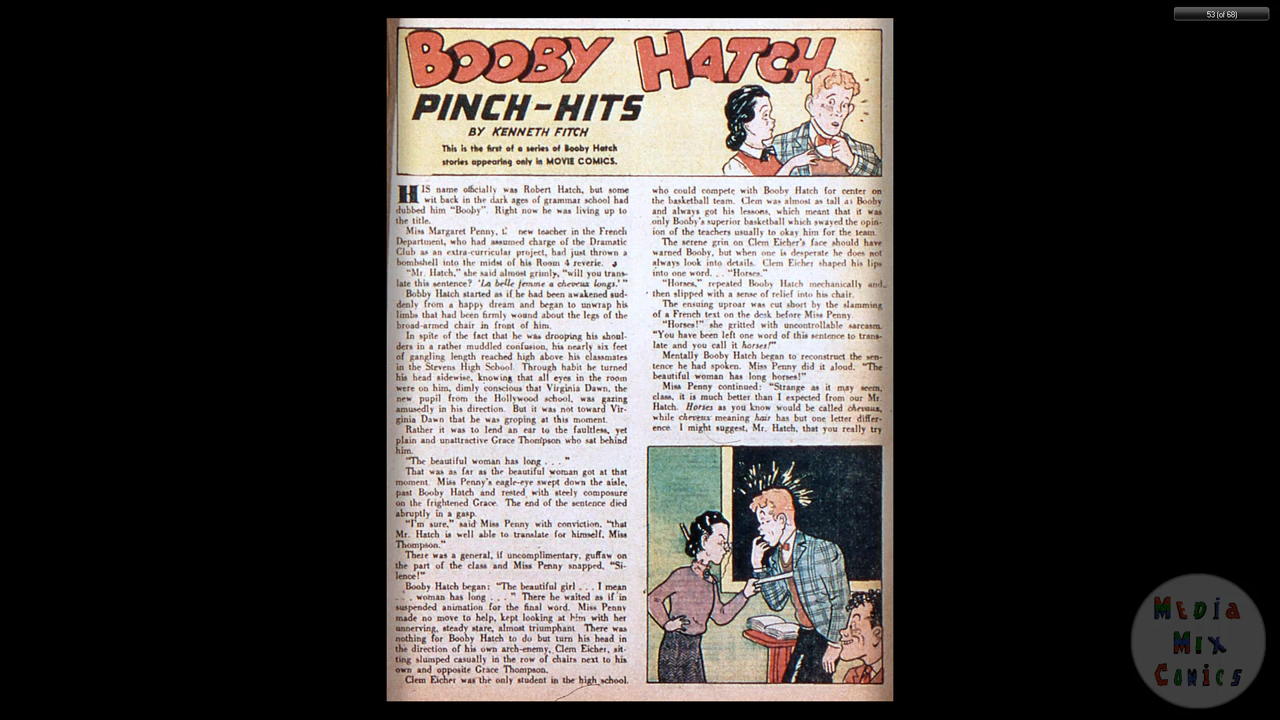 53 (of 68)
BOOBY HATCH
PINCH-HITS
BY KENNETH FITCH
This is the first of a series of Booby Hatch
stories appearing only in MOVIE COMICS.
HIS name officially was Robert Hatch, but some
wit back in the dark ages of grammar school had
dubbed him "Booby". Right now he was living up to
the title.
Miss Margaret Penny, new teacher in the French
Department, who had assumed charge of the Dramatic
Club as an extra-curricular project, had just thrown a
bombshell into the midst of his Room 4 reverie.
"Mr. Hatch," she said almost grimly, "will you trans-
late this sentence? 'La belle femme a cheveux longs.' "
Bobby Hatch started as if he had been awakened sud-
denly from a happy dream and began to unwrap his
limbs that had been firmly wound about the legs of the
broad-armed chair in front of him.
In spite of the fact that he was drooping his shoul-
ders in a rather muddled confusion, his nearly six feet
of gangling length reached high above his classmates
in the Stevens High School. Through habit he turned
his head sidewise, knowing that all eyes in the room
were on him, dimly conscious that Virginia Dawn, the
new pupil from the Hollywood school, was gazing
amusedly in his direction. But it was not toward Vir-
ginia Dawn that he was groping at this moment.
Rather it was to lend an ear to the faultless, yet
plain and unattractive Grace Thompson who sat behind
him.
"The beautiful woman has long . . . "
That was as far as the beautiful woman got at that
moment. Miss Penny's eagle-eye swept down the aisle,
past Booby Hatch and rested with steely composure
on the frightened Grace. The end of the sentence died
abruptly in a gasp.
"I'm sure," said Miss Penny with conviction, "that
Mr. Hatch is well able to translate for himself, Miss
Thompson."
There was a general, if uncomplimentary, guffaw on
the part of the class and Miss Penny snapped, "Si-
lence!"
Booby Hatch began: "The beautiful girl . . . I mean
. . . woman has long . . . " There he waited as if in
suspended animation for the final word. Miss Penny
made no move to help, kept looking at him with her
unnerving, steady stare, almost triumphant. There was
nothing for Booby Hatch to do but turn his head in
the direction of his own arch-enemy, Clem Eicher, sit-
ting slumped casually in the row of chairs next to his
own and opposite Grace Thompson.
Clem Eicher was the only student in the high school.
who could compete with Booby Hatch for center on
the basketball team. Clem was almost as tall as Booby
and always got his lessons, which meant that it was
only Booby's superior basketball which swayed the opin-
ion of the teachers usually to okay him for the team.
The serene grin on Clem Eicher's face should have
warned Booby, but when one is desperate he does not
always look into details. Clem Eicher shaped his lips
into one word. . . "Horses."
"Horses," repeated Booby Hatch mechanically and
then slipped with a sense of relief into his chair.
The ensuing uproar was cut short by the slamming
of a French text on the desk before Miss Penny.
"Horses!" she gritted with uncontrollable sarcasm.
"You have been left one word of this sentence to trans-
late and you call it horses!"
Mentally Booby Hatch began to reconstruct the sen-
tence he had spoken. Miss Penny did it aloud. "The
beautiful woman has long horses!"
Miss Penny continued: "Strange as it may seem,
class, it is much better than I expected from our Mr.
Hatch. Horses as you know would be called chevaux,
while cheveux meaning hair has but one letter differ-
ence. I might suggest, Mr. Hatch, that you really try
MEDIA
MIX
COMICS